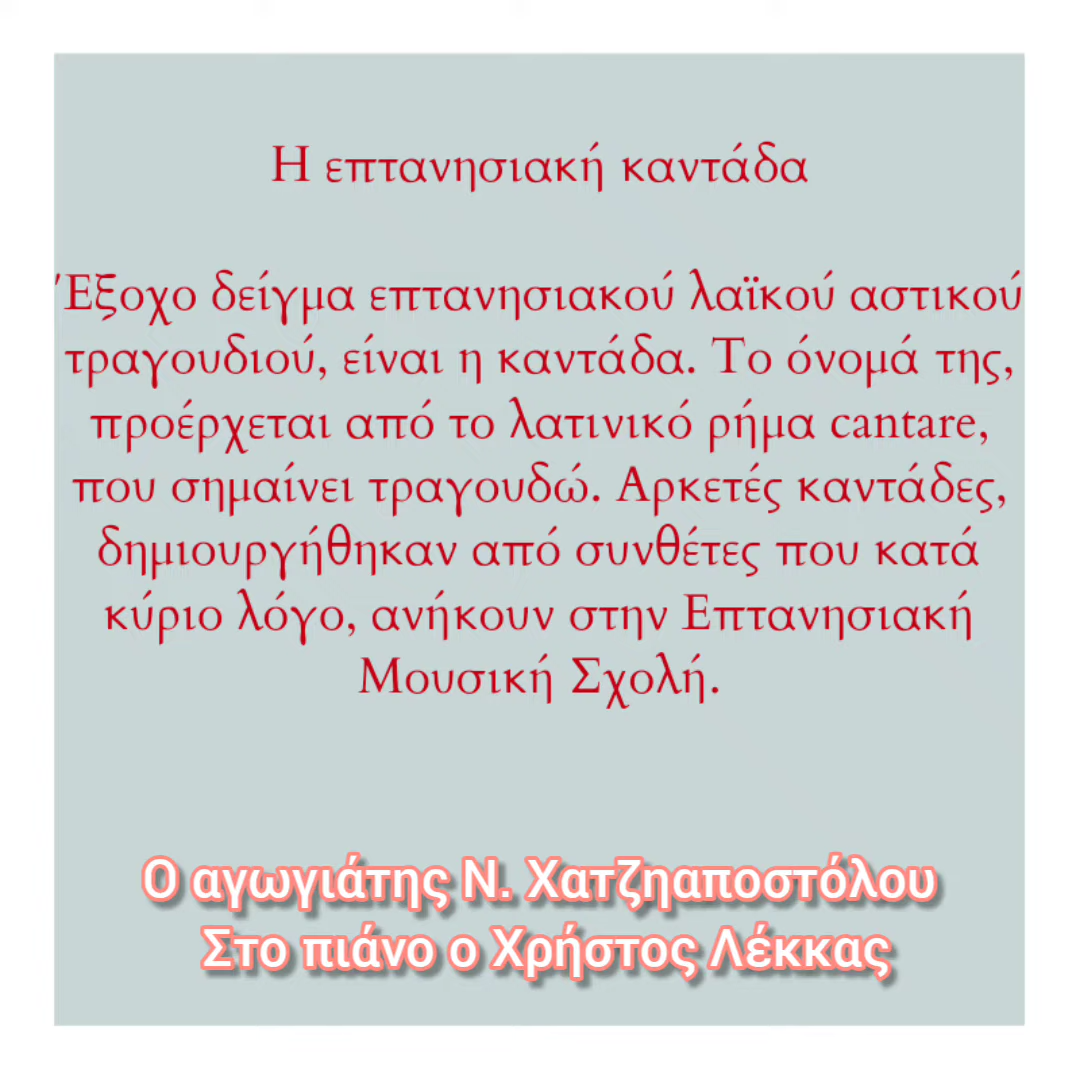 Η επτανησιακή καντάδα
Έξοχο δείγμα επτανησιακού λαϊκού αστικού
τραγουδιού, είναι η καντάδα. Το όνομά της,
προέρχεται από το λατινικό ρήμα cantare,
που σημαίνει τραγουδώ. Αρκετές καντάδες,
δημιουργήθηκαν από συνθέτες που κατά
κύριο λόγο, ανήκουν στην Επτανησιακή
Μουσική Σχολή.
Ο αγωγιάτης Ν. Χατζηαποστόλου
Στο πιάνο ο Χρήστος Λέκκας